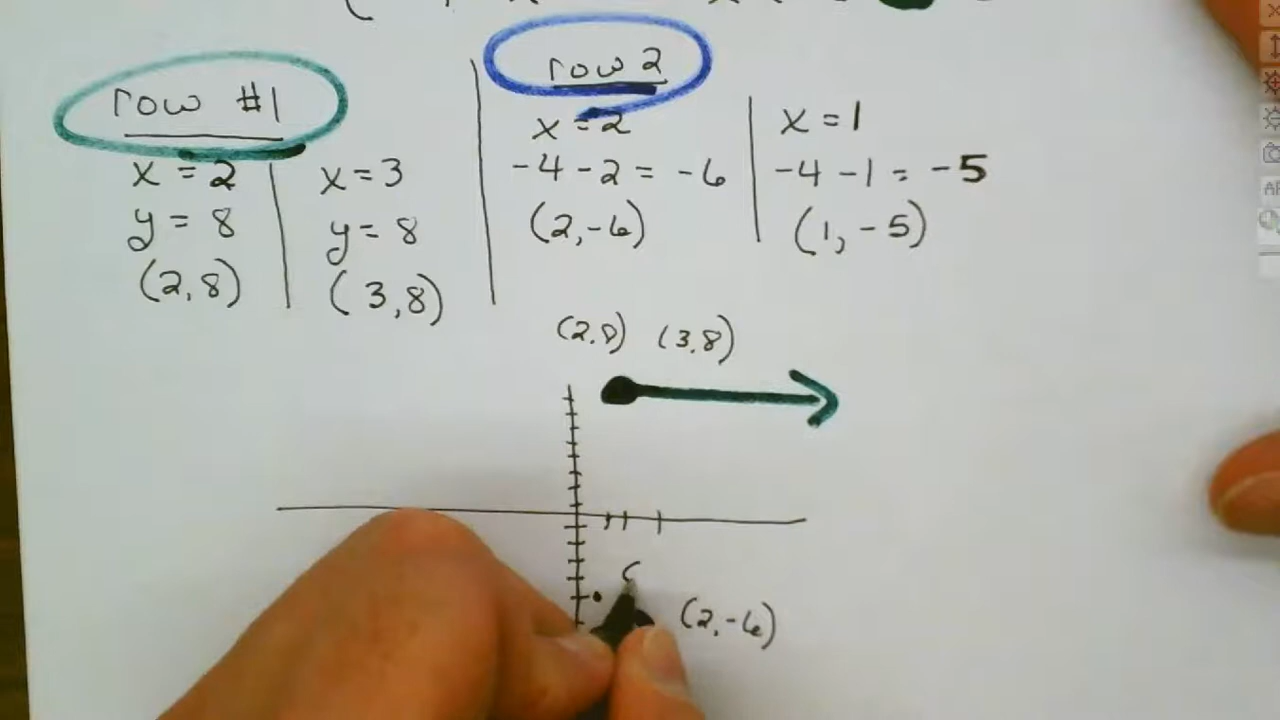 row #1
x = 2
y = 8
(2,8)
x = 3
y = 8
(3,8)
row 2
x = 2
-4 - 2 = -6
(2,-6)
x = 1
-4 - 1 = -5
(1,-5)
(2,8) (3,8)
(2,-6)